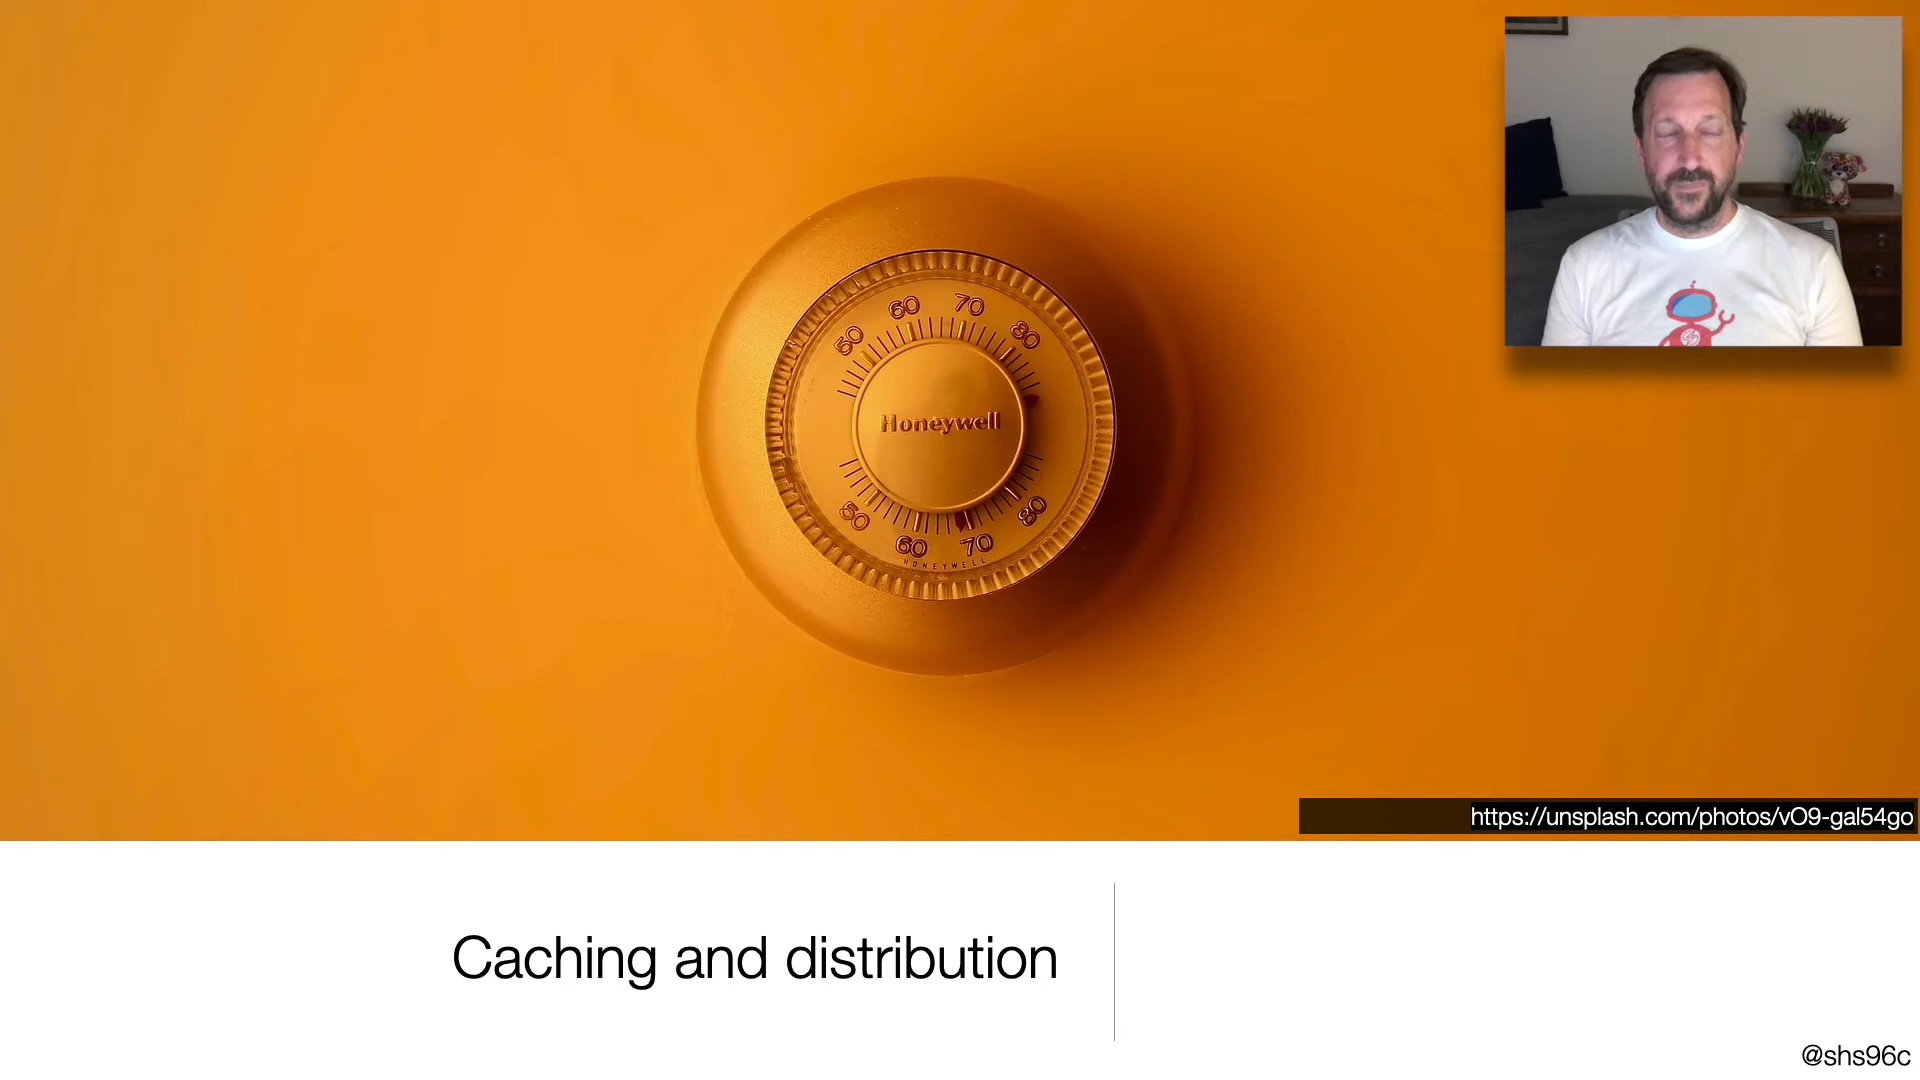 60 70
50 80
Honeywell
50 80
60 70
HONEYWELL
https://unsplash.com/photos/vO9-gal54go
Caching and distribution
@shs96c